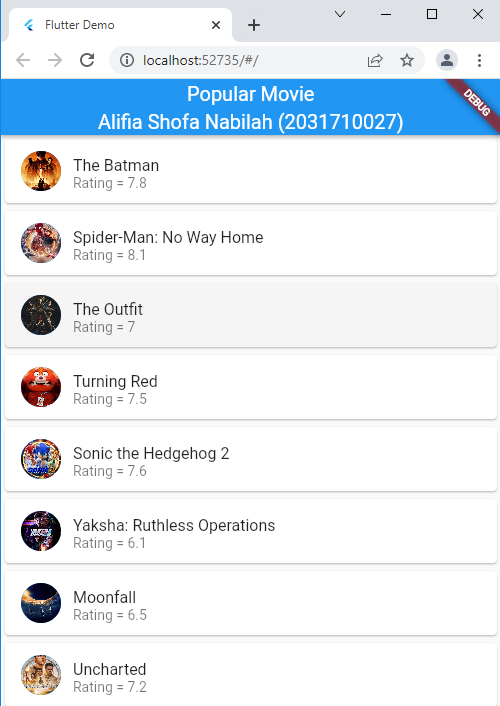 Flutter Demo
localhost:52735/#/
Popular Movie
Alifia Shofa Nabilah (2031710027)
DEBUG
The Batman
Rating = 7.8
Spider-Man: No Way Home
Rating = 8.1
The Outfit
Rating = 7
Turning Red
Rating = 7.5
Sonic the Hedgehog 2
Rating = 7.6
Yaksha: Ruthless Operations
Rating = 6.1
Moonfall
Rating = 6.5
Uncharted
Rating = 7.2